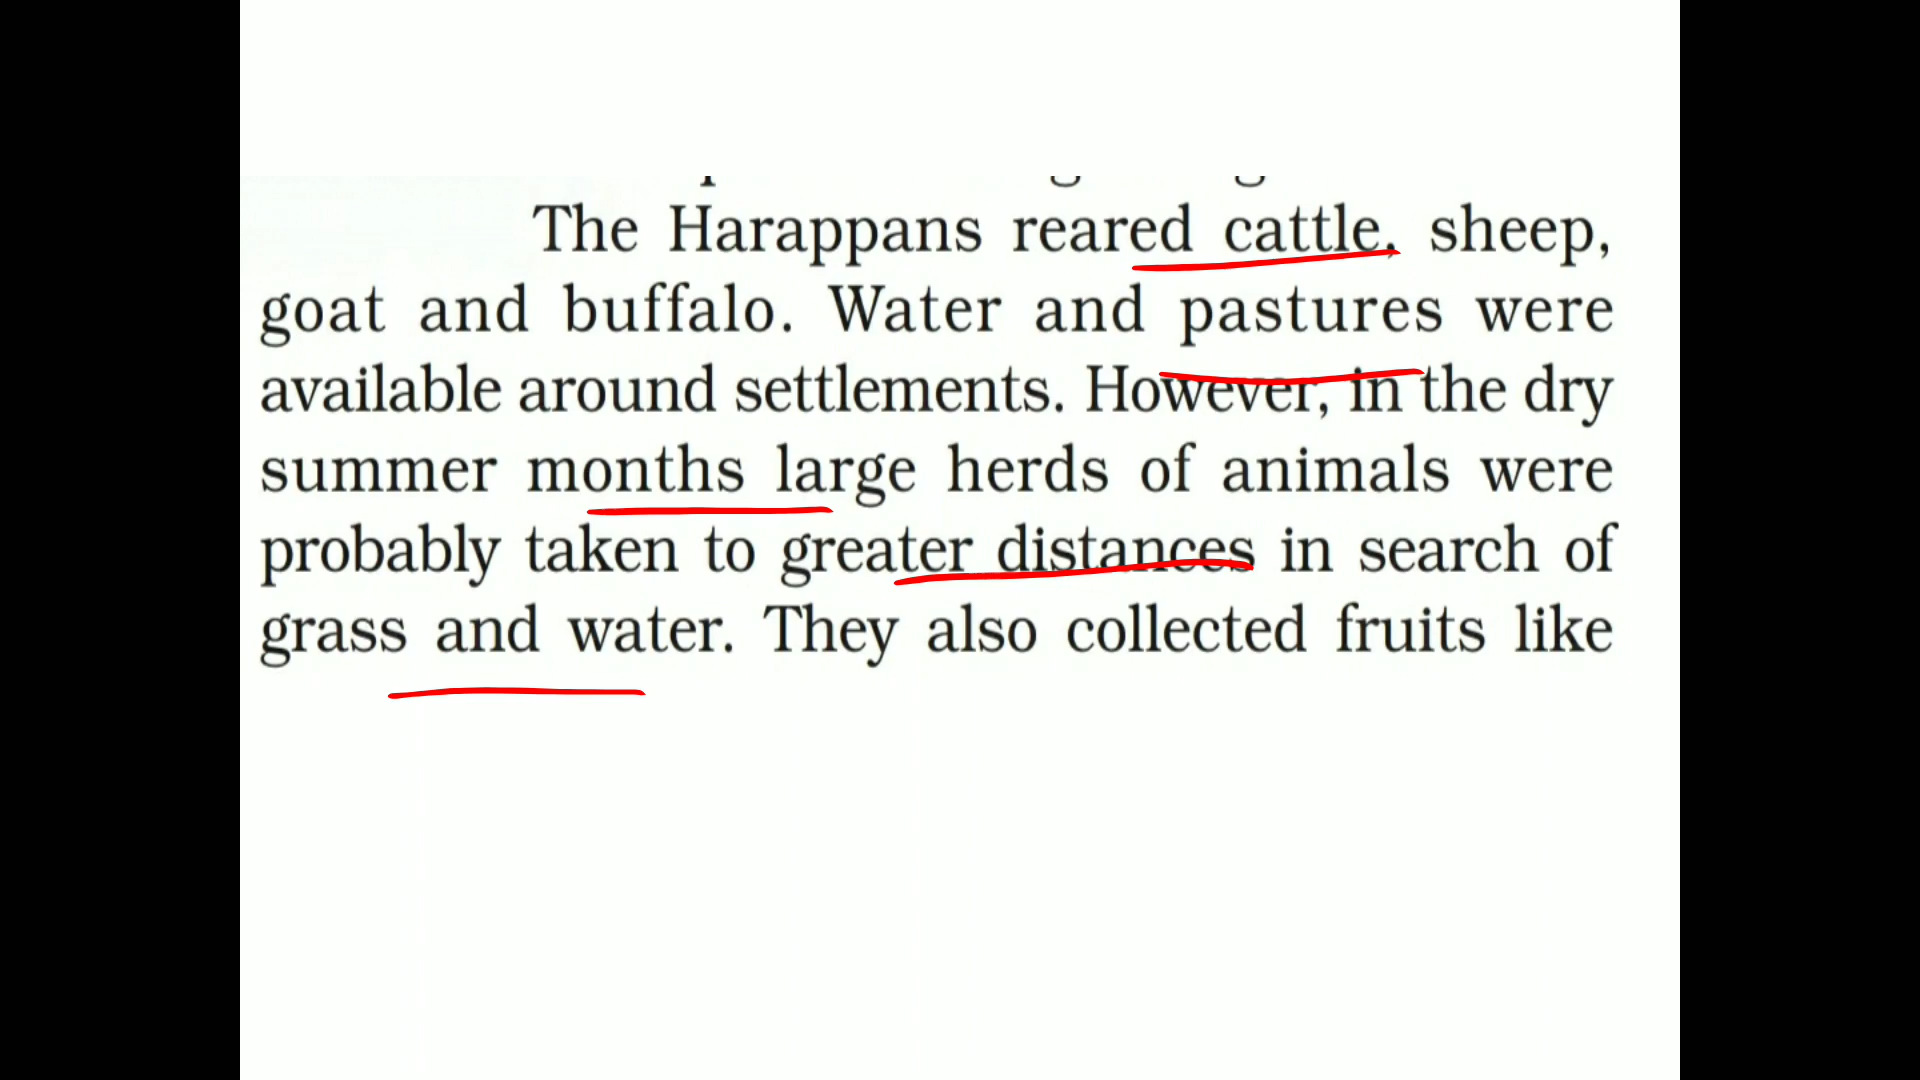 The Harappans reared cattle, sheep,
goat and buffalo. Water and pastures were
available around settlements. However, in the dry
summer months large herds of animals were
probably taken to greater distances in search of
grass and water. They also collected fruits like